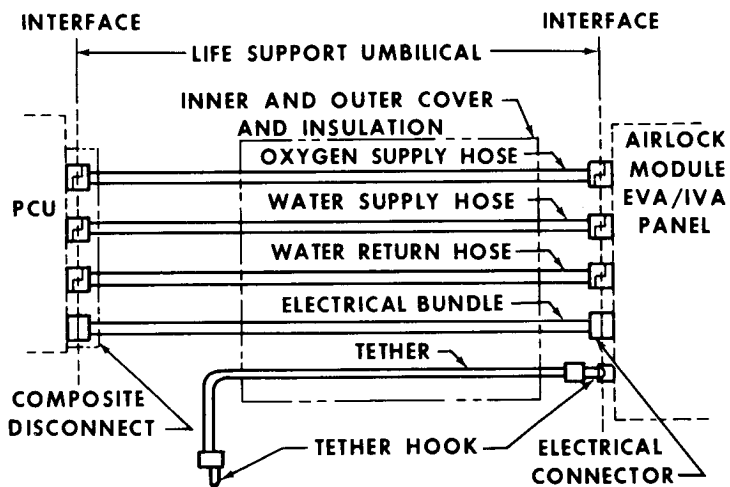 INTERFACE
INTERFACE
LIFE SUPPORT UMBILICAL
INNER AND OUTER COVER
AND INSULATION
OXYGEN SUPPLY HOSE
AIRLOCK
MODULE
EVA/IVA
PANEL
PCU
WATER SUPPLY HOSE
WATER RETURN HOSE
ELECTRICAL BUNDLE
TETHER
COMPOSITE
DISCONNECT
TETHER HOOK
ELECTRICAL
CONNECTOR